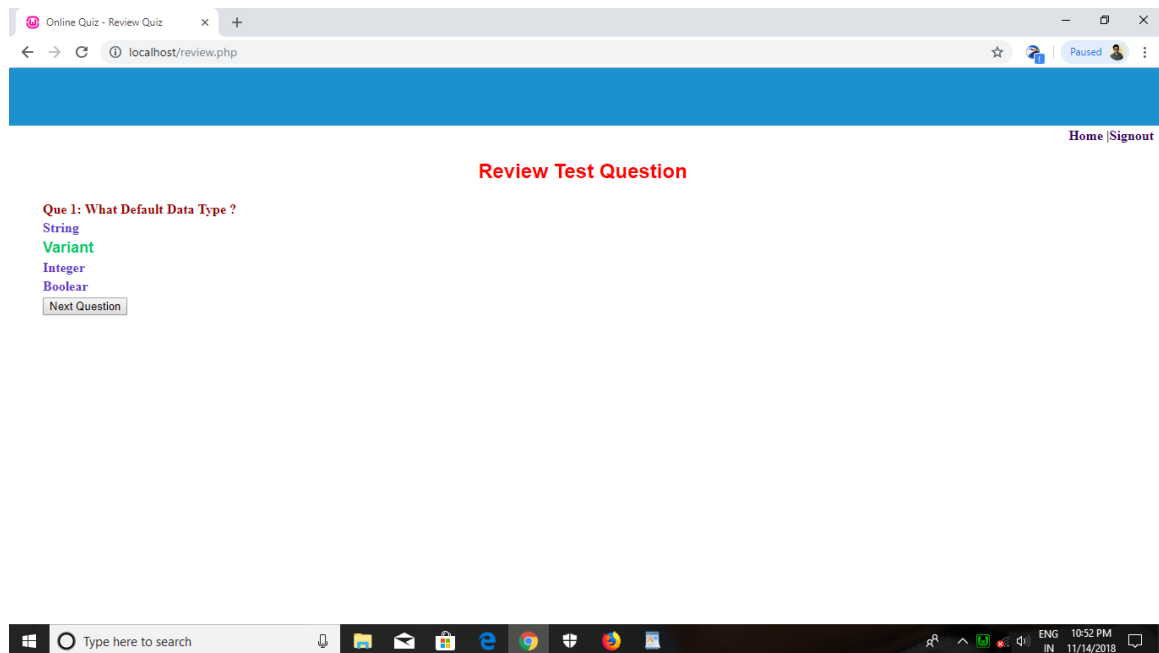 Online Quiz - Review Quiz
localhost/review.php
Paused
Home |Signout
Review Test Question
Que 1: What Default Data Type ?
String
Variant
Integer
Boolear
Next Question
Type here to search
ENG 10:52 PM
IN 11/14/2018